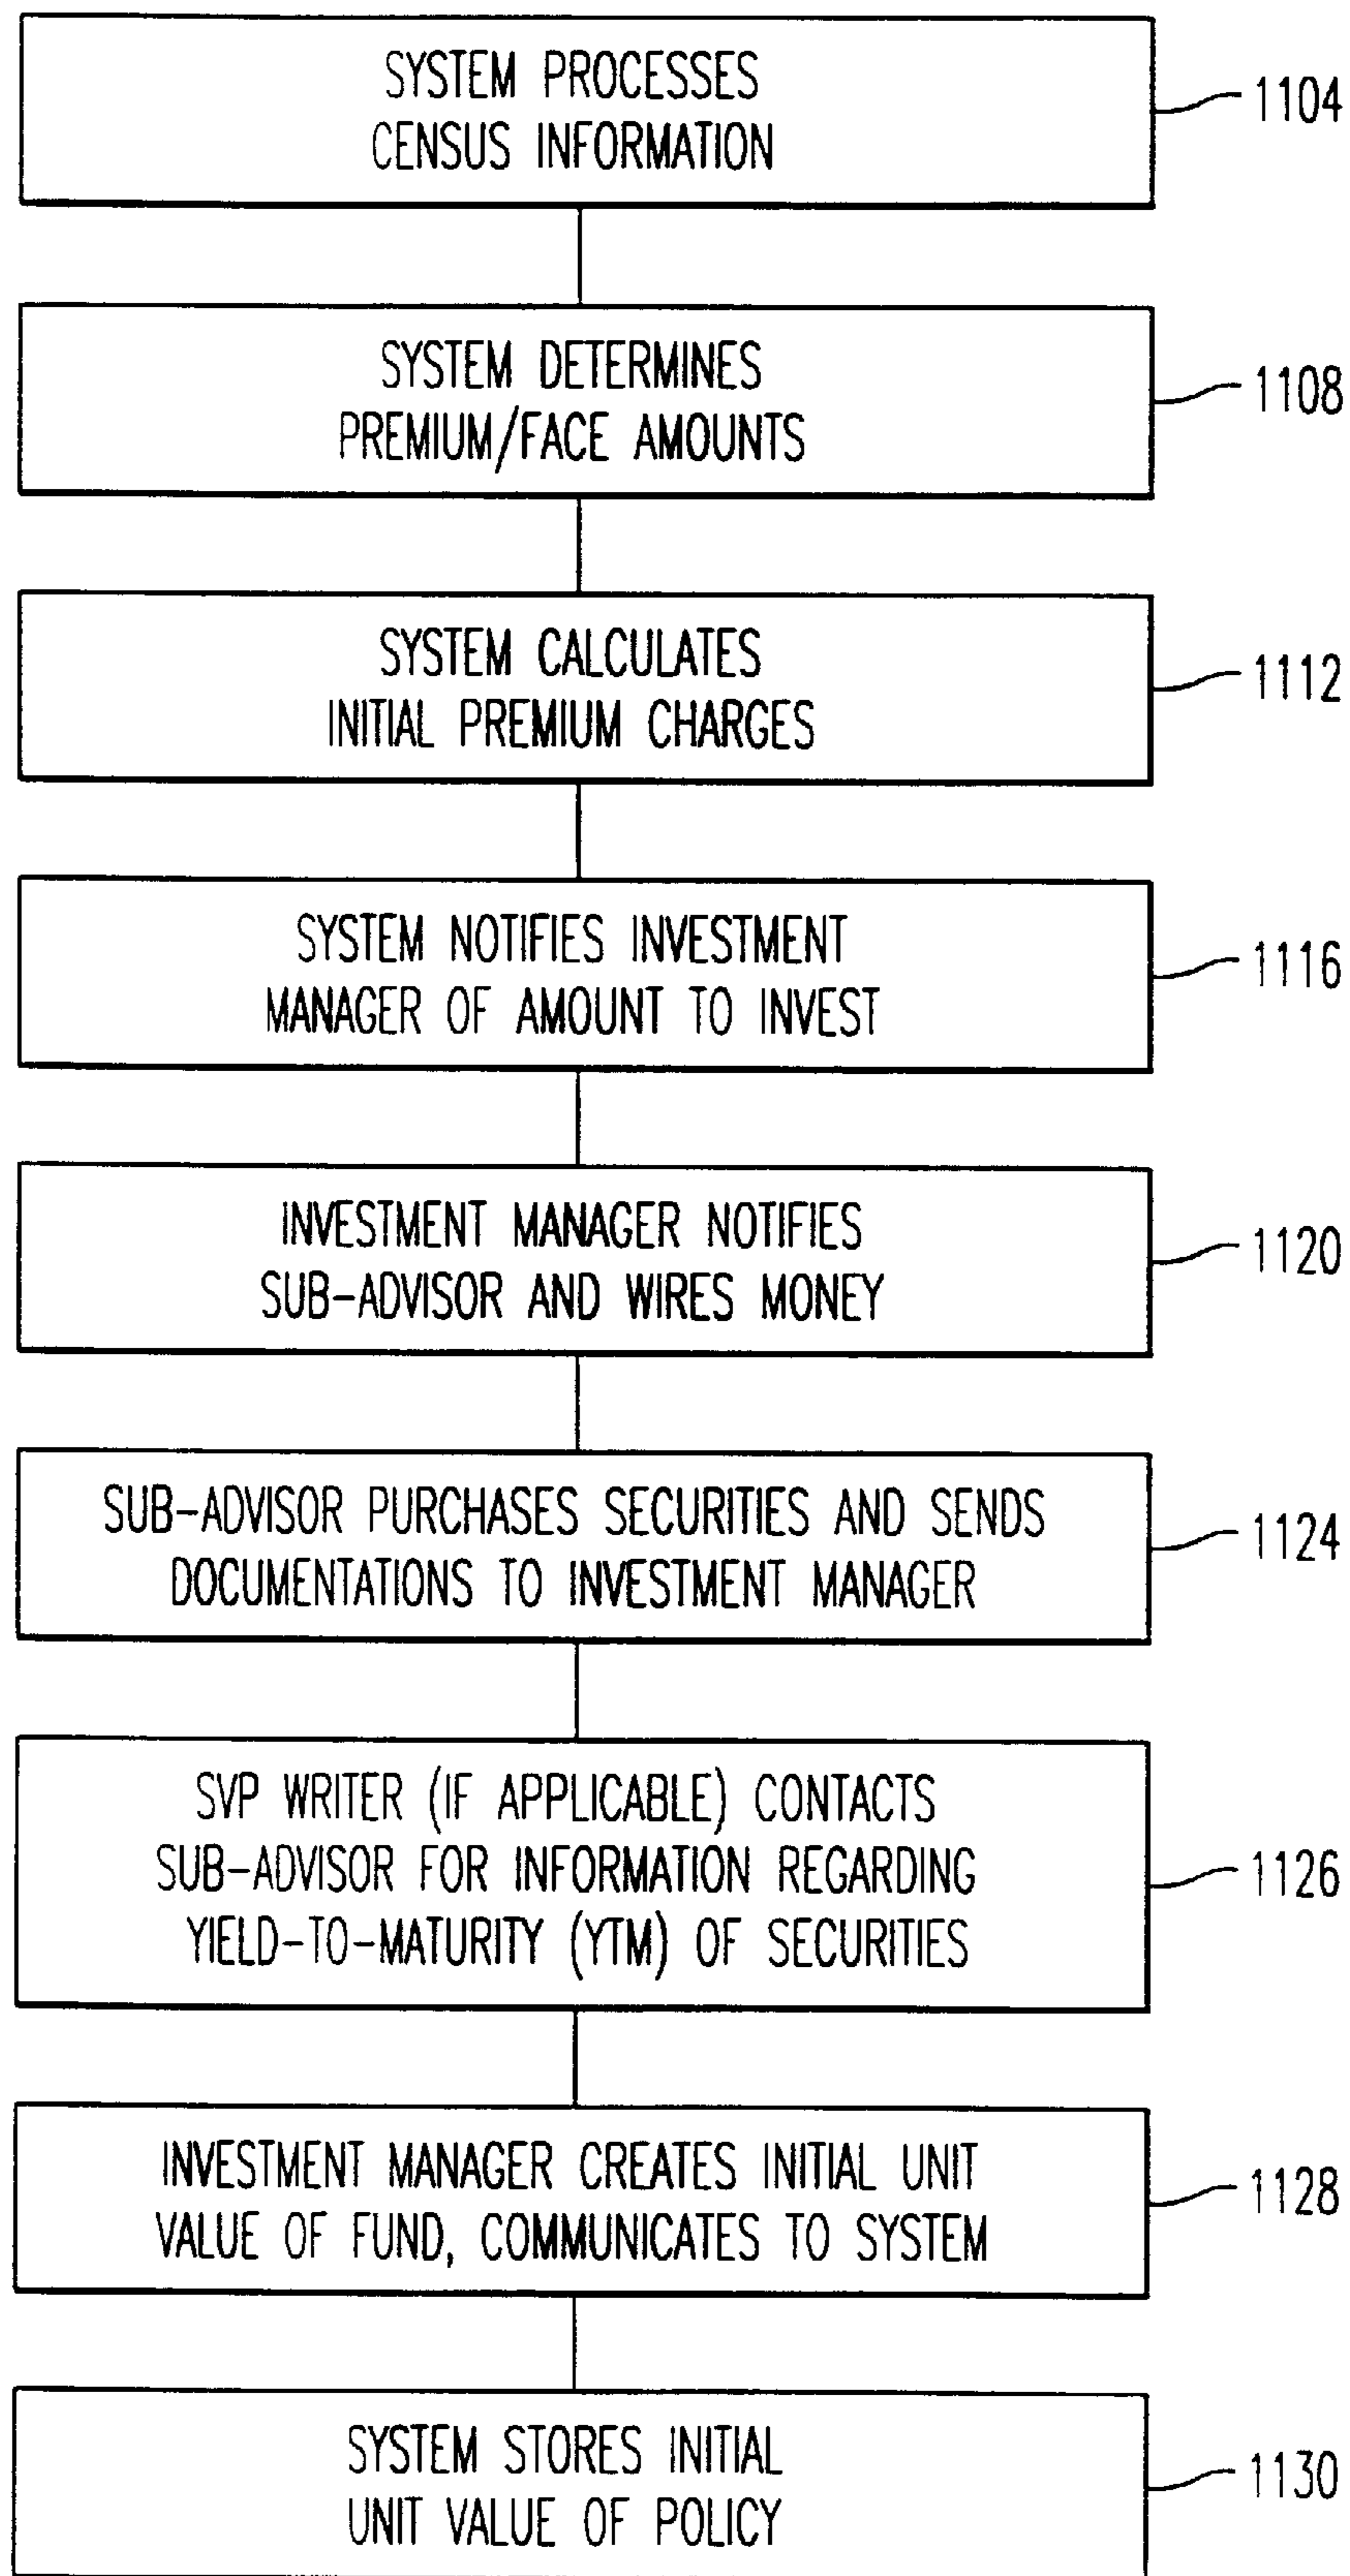 SYSTEM PROCESSES
CENSUS INFORMATION
1104
SYSTEM DETERMINES
PREMIUM/FACE AMOUNTS
1108
SYSTEM CALCULATES
INITIAL PREMIUM CHARGES
1112
SYSTEM NOTIFIES INVESTMENT
MANAGER OF AMOUNT TO INVEST
1116
INVESTMENT MANAGER NOTIFIES
SUB-ADVISOR AND WIRES MONEY
1120
SUB-ADVISOR PURCHASES SECURITIES AND SENDS
DOCUMENTATIONS TO INVESTMENT MANAGER
1124
SVP WRITER (IF APPLICABLE) CONTACTS
SUB-ADVISOR FOR INFORMATION REGARDING
YIELD-TO-MATURITY (YTM) OF SECURITIES
1126
INVESTMENT MANAGER CREATES INITIAL UNIT
VALUE OF FUND, COMMUNICATES TO SYSTEM
1128
SYSTEM STORES INITIAL
UNIT VALUE OF POLICY
1130